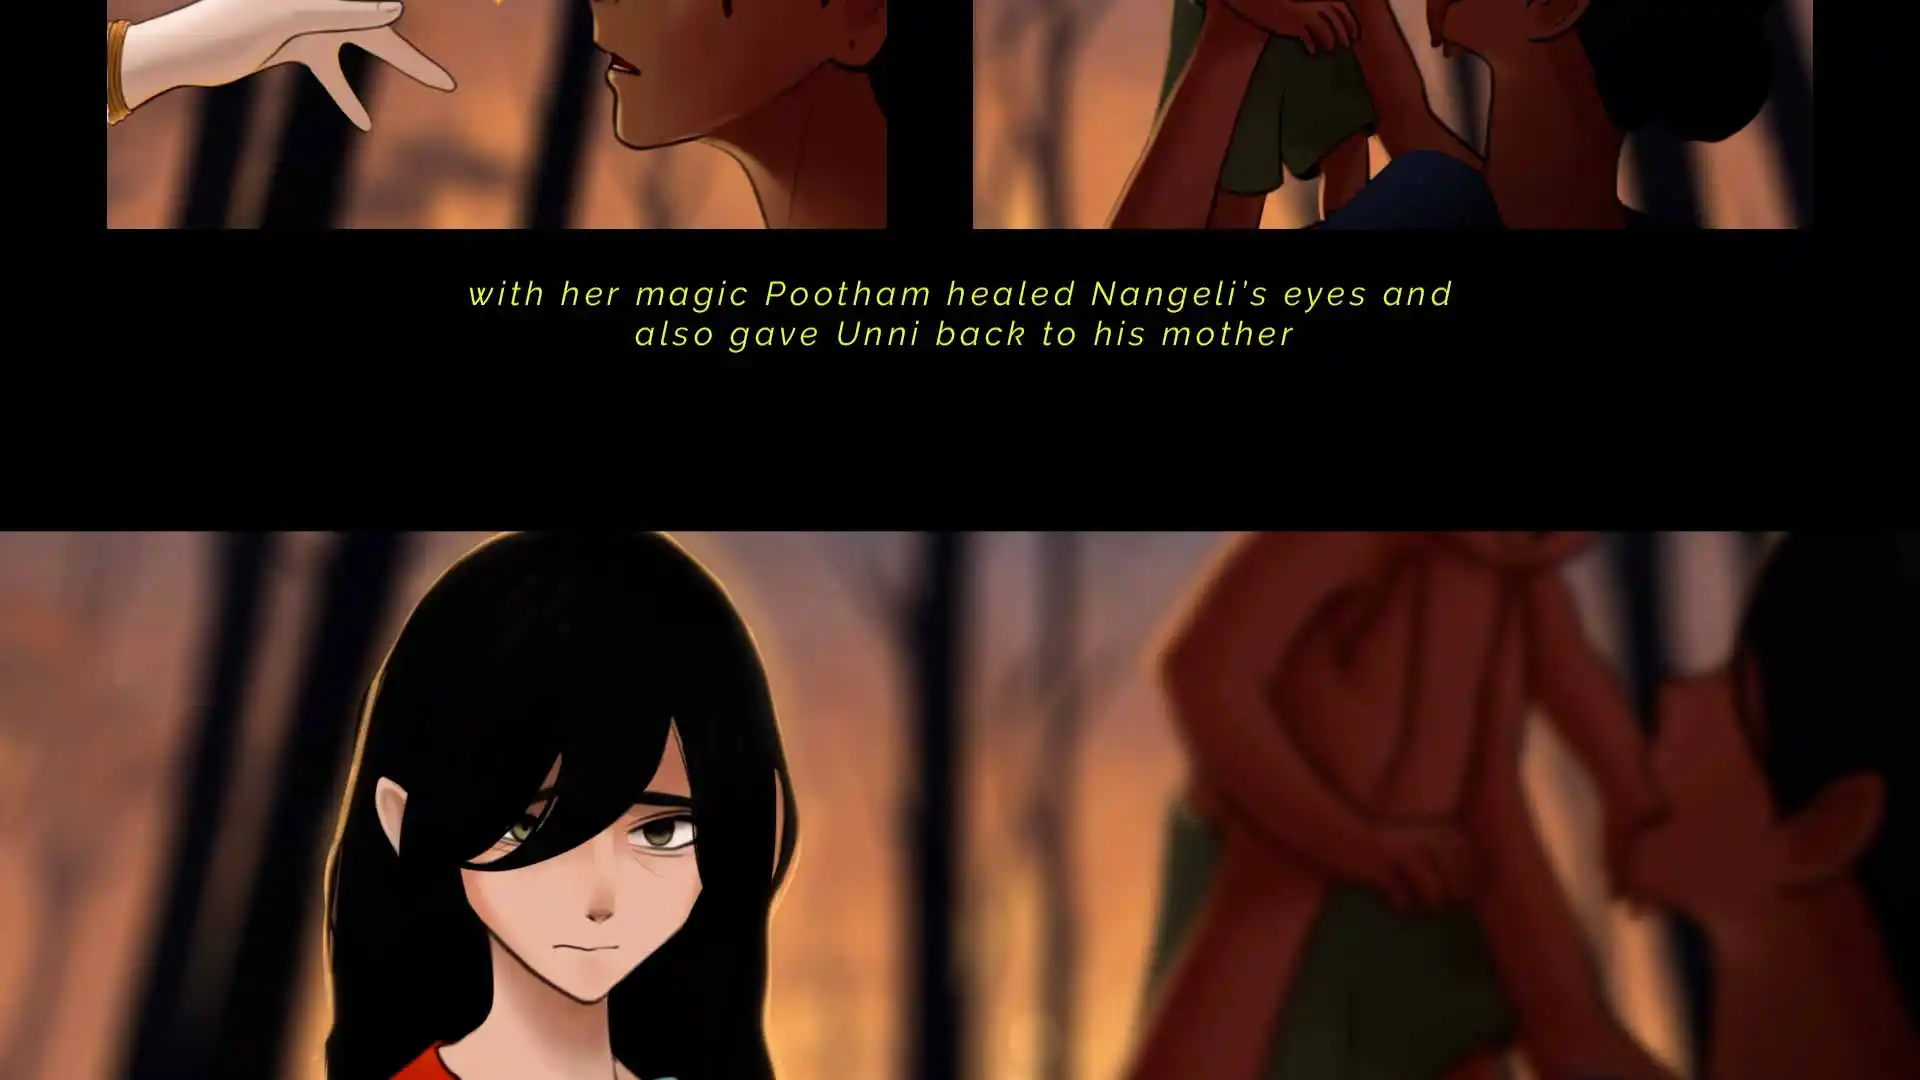 with her magic Pootham healed Nangeli's eyes and
also gave Unni back to his mother